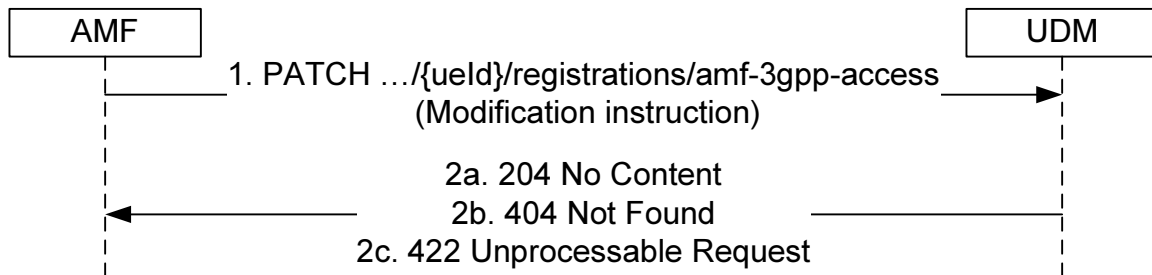 AMF
UDM
1. PATCH …/{ueId}/registrations/amf-3gpp-access
(Modification instruction)
2a. 204 No Content
2b. 404 Not Found
2c. 422 Unprocessable Request